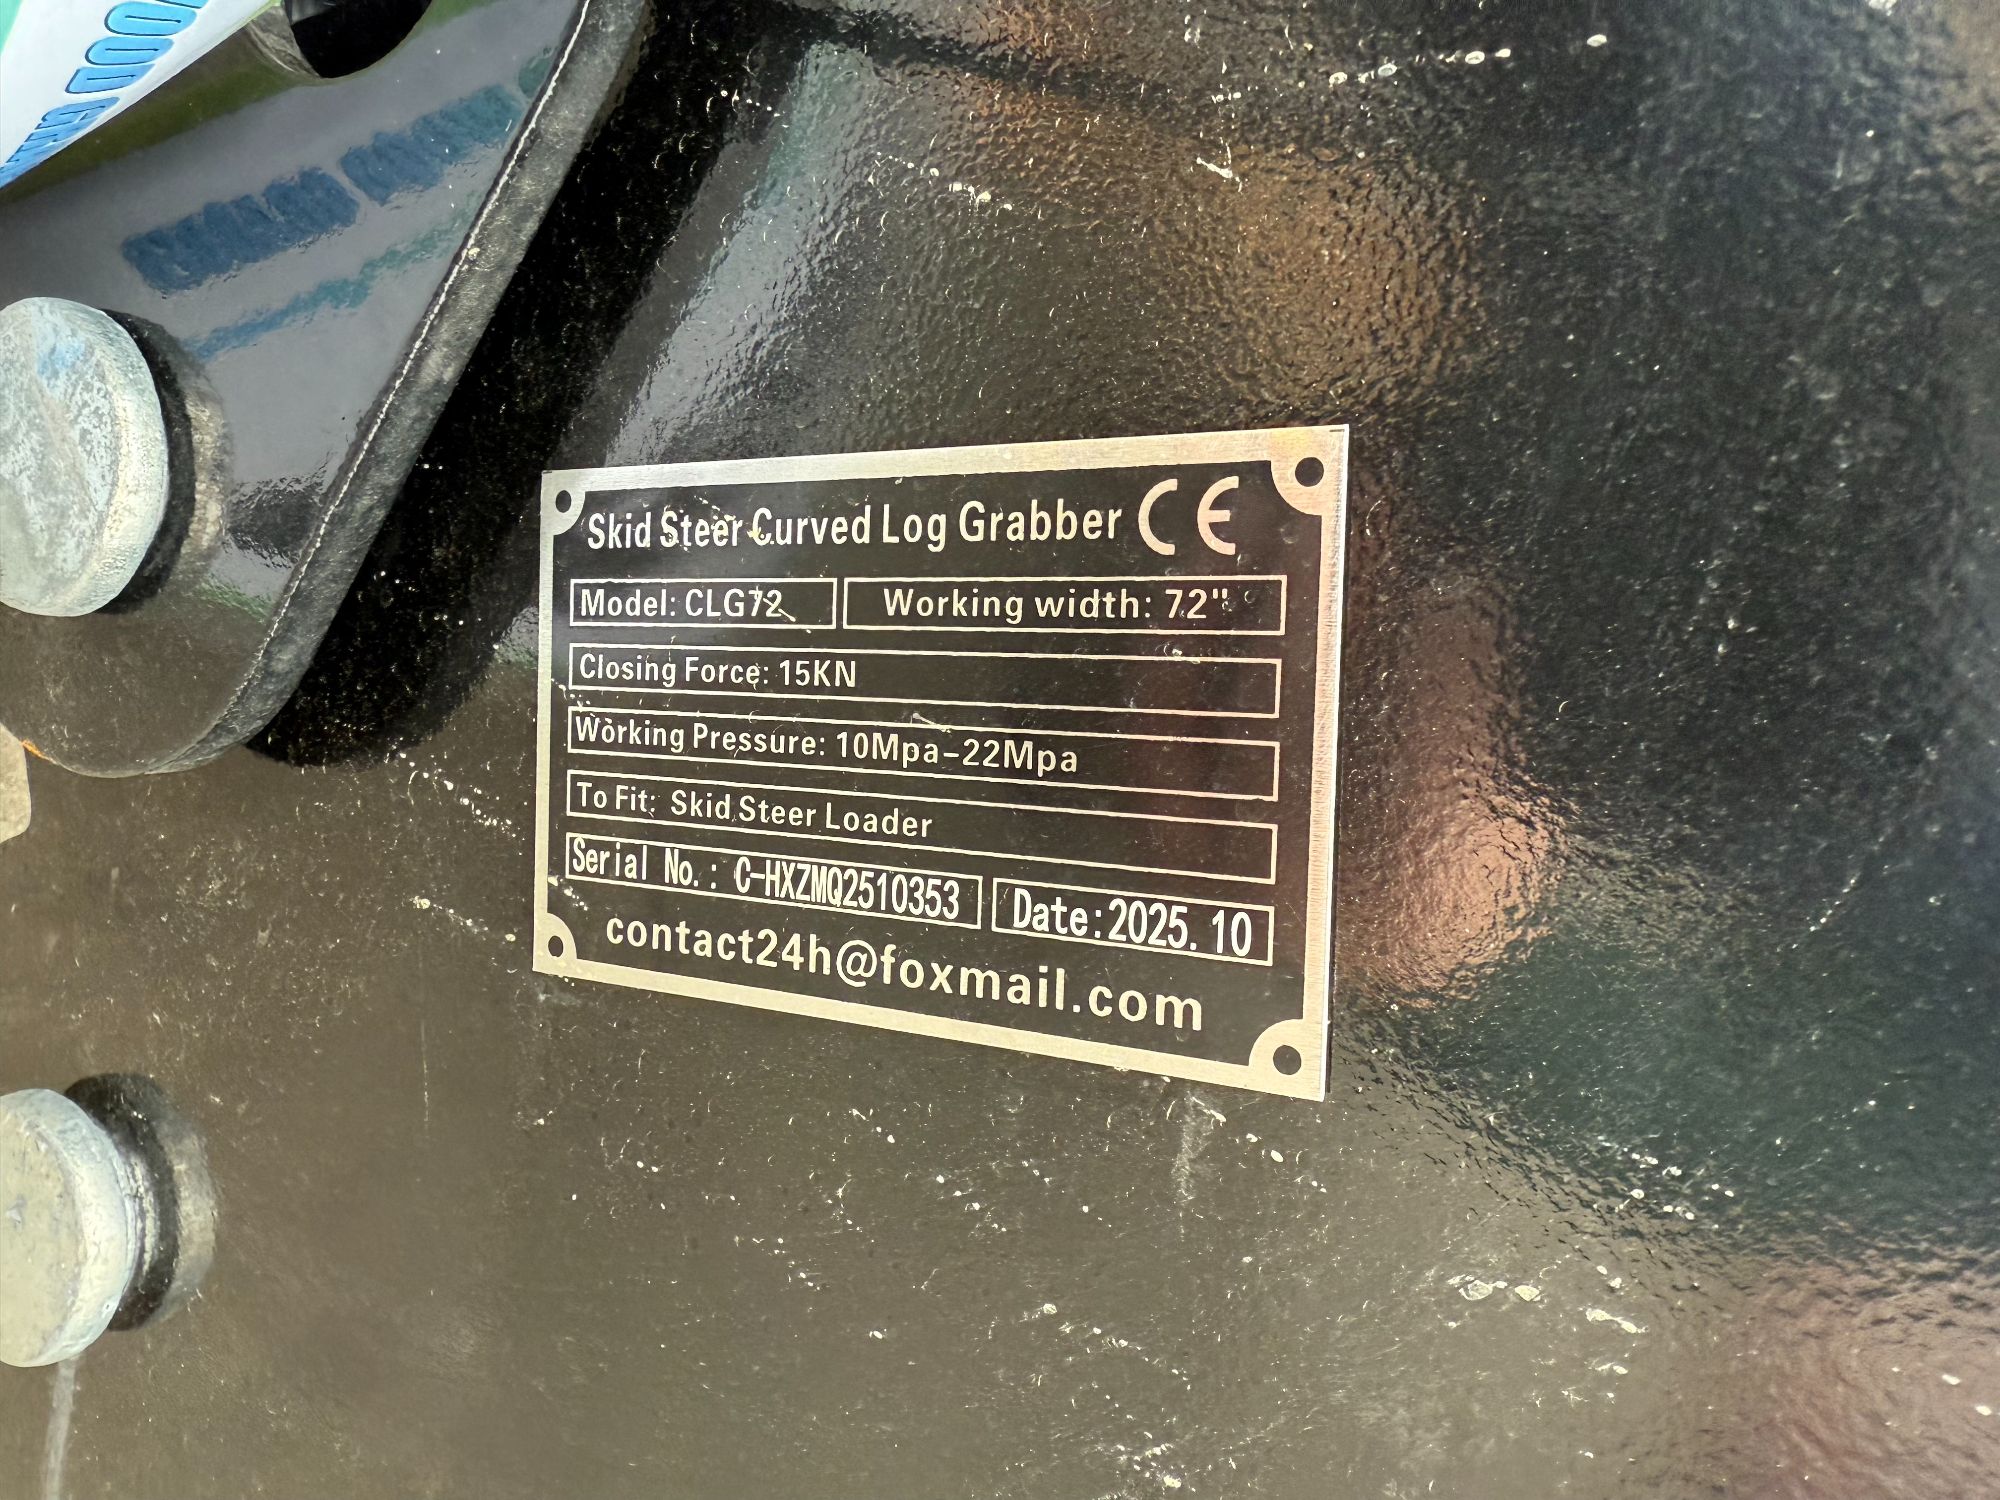 WOOD
Skid Steer Curved Log Grabber CE
Model: CLG72 Working width: 72"
Closing Force: 15KN
Working Pressure: 10Mpa-22Mpa
To Fit: Skid Steer Loader
Serial No.: C-HXZMQ2510353 Date:2025.10
contact24h@foxmail.com